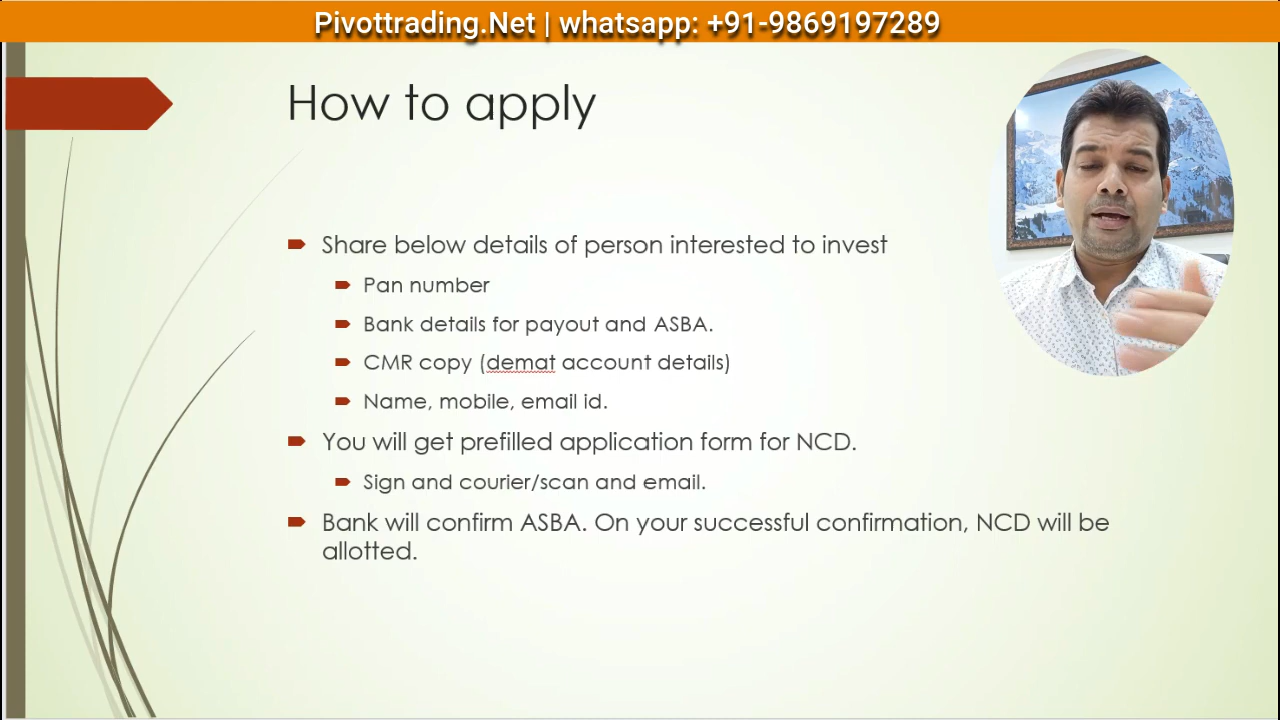 Pivottrading.Net | whatsapp: +91-9869197289
How to apply
Share below details of person interested to invest
Pan number
Bank details for payout and ASBA.
CMR copy (demat account details)
Name, mobile, email id.
You will get prefilled application form for NCD.
Sign and courier/scan and email.
Bank will confirm ASBA. On your successful confirmation, NCD will be
allotted.